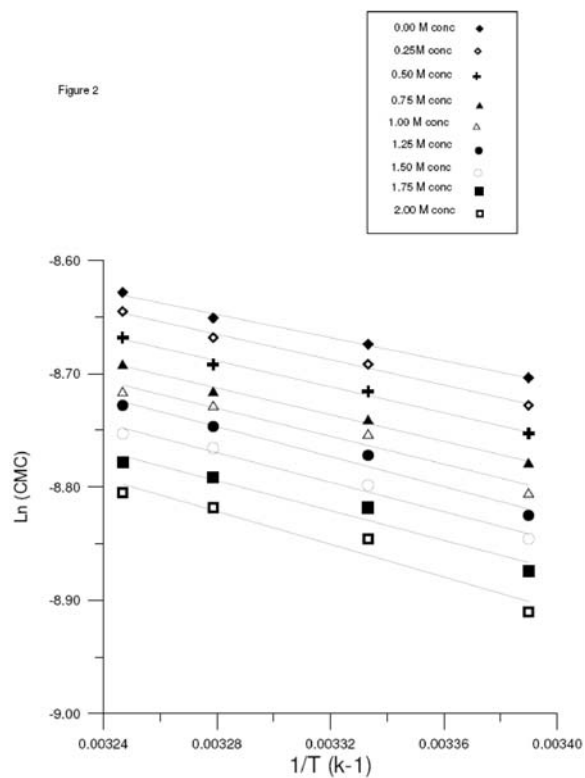 0.00 M conc
0.25M conc
0.50 M conc
0.75 M conc
1.00 M conc
1.25 M conc
1.50 M conc
1.75 M conc
2.00 M conc
Figure 2
-8.60
-8.70
-8.80
-8.90
-9.00
Ln (CMC)
0.00324 0.00328 0.00332 0.00336 0.00340
1/T (k-1)